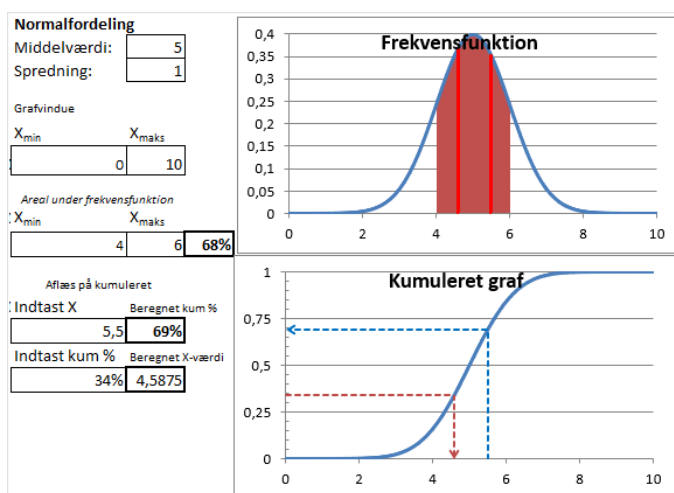 Normalfordeling
Middelværdi: 5
Spredning: 1
Grafvindue
Xmin Xmaks
0 10
Areal under frekvensfunktion
Xmin Xmaks
4 6 68%
Aflæs på kumuleret
Indtast X Beregnet kum %
5,5 69%
Indtast kum % Beregnet X-værdi
34% 4,5875
Frekvensfunktion
0,4
0,35
0,3
0,25
0,2
0,15
0,1
0,05
0
0 2 4 6 8 10
Kumuleret graf
1
0,75
0,5
0,25
0
0 2 4 6 8 10